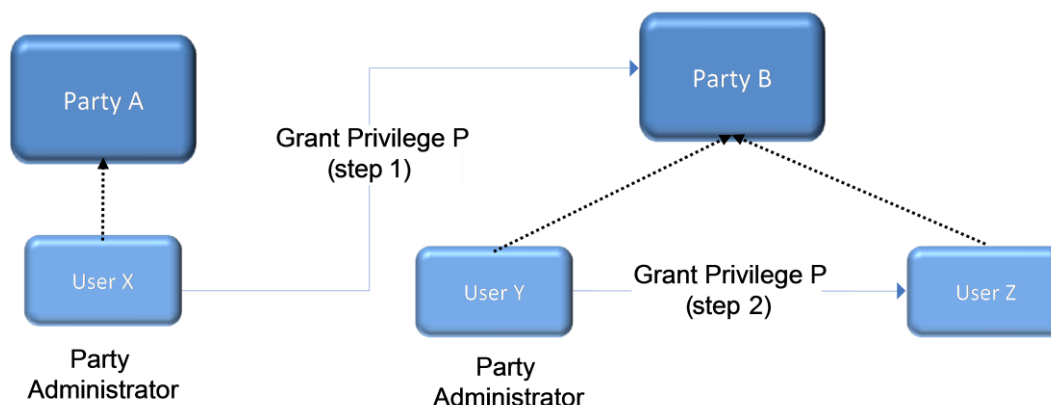 Party A
Party B
Grant Privilege P
(step 1)
User X
User Y
Grant Privilege P
(step 2)
User Z
Party
Administrator
Party
Administrator